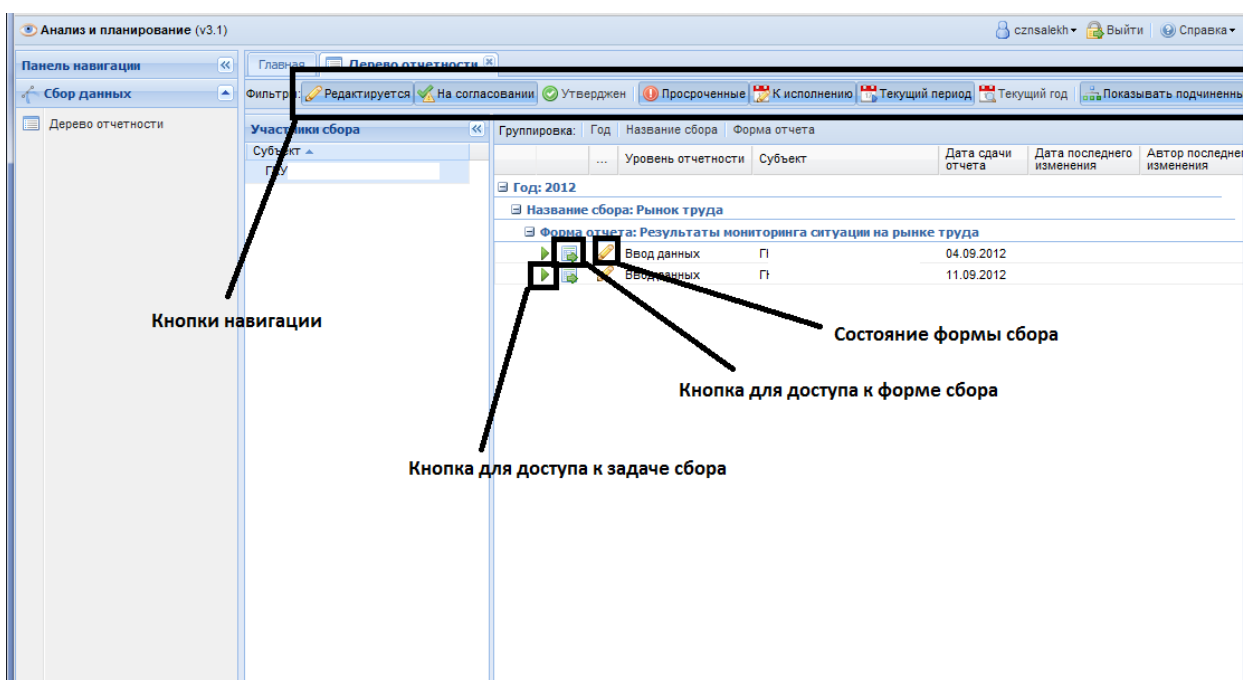 Анализ и планирование (v3.1) cznsalekh Выйти Справка
Панель навигации Главная Дерево отчетности
Сбор данных Фильтры: Редактируется На согласовании Утвержден Просроченные К исполнению Текущий период Текущий год Показывать подчиненны
Дерево отчетности Участники сбора Группировка: Год Название сбора Форма отчета
Субъект ... Уровень отчетности Субъект Дата сдачи отчета Дата последнего изменения Автор последнег изменения
ГКУ
Год: 2012
Название сбора: Рынок труда
Форма отчета: Результаты мониторинга ситуации на рынке труда
Ввод данных 04.09.2012
Ввод данных 11.09.2012
Кнопки навигации
Состояние формы сбора
Кнопка для доступа к форме сбора
Кнопка для доступа к задаче сбора